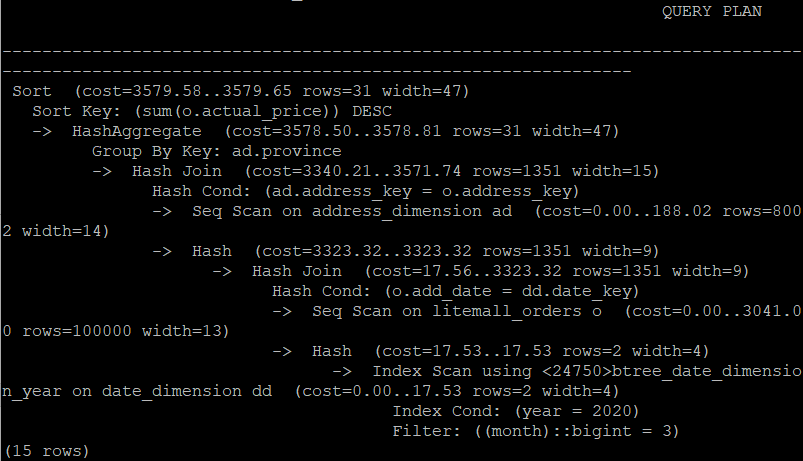 QUERY PLAN
--------------------------------------------------------------------------------
---------------------------------------------------------------
Sort  (cost=3579.58..3579.65 rows=31 width=47)
  Sort Key: (sum(o.actual_price)) DESC
  ->  HashAggregate  (cost=3578.50..3578.81 rows=31 width=47)
        Group By Key: ad.province
        ->  Hash Join  (cost=3340.21..3571.74 rows=1351 width=15)
              Hash Cond: (ad.address_key = o.address_key)
              ->  Seq Scan on address_dimension ad  (cost=0.00..188.02 rows=800
2 width=14)
              ->  Hash  (cost=3323.32..3323.32 rows=1351 width=9)
                    ->  Hash Join  (cost=17.56..3323.32 rows=1351 width=9)
                          Hash Cond: (o.add_date = dd.date_key)
                          ->  Seq Scan on litemall_orders o  (cost=0.00..3041.0
0 rows=100000 width=13)
                          ->  Hash  (cost=17.53..17.53 rows=2 width=4)
                                ->  Index Scan using <24750>btree_date_dimensio
n_year on date_dimension dd  (cost=0.00..17.53 rows=2 width=4)
                                      Index Cond: (year = 2020)
                                      Filter: ((month)::bigint = 3)
(15 rows)